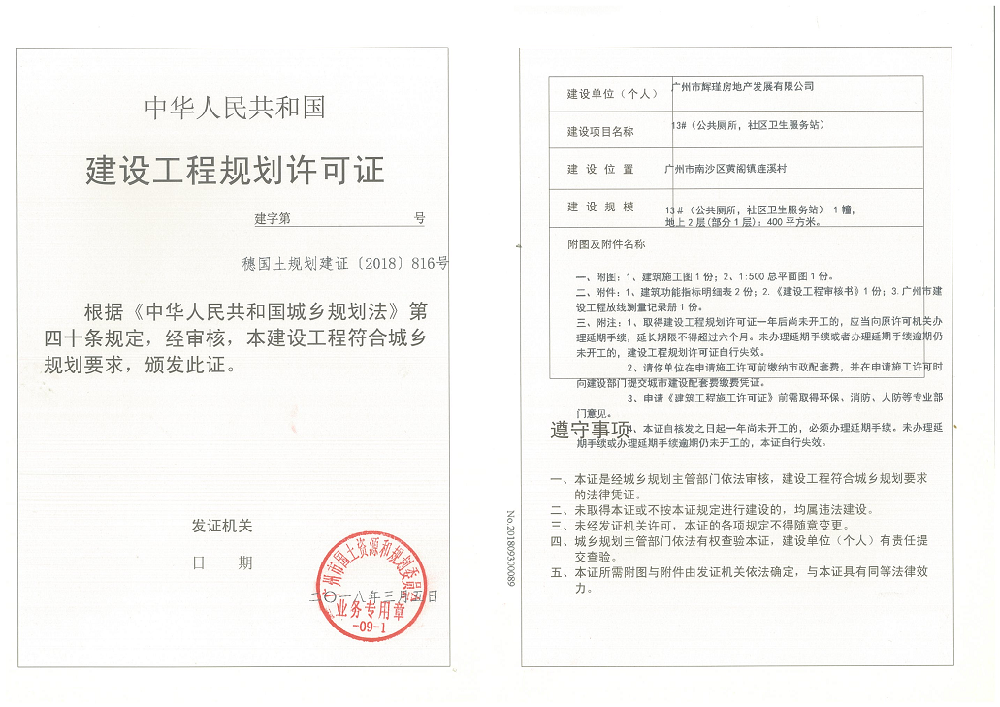 中华人民共和国
建设工程规划许可证
建字第 号
穗国土规划建证〔2018〕816号
根据《中华人民共和国城乡规划法》第
四十条规定，经审核，本建设工程符合城乡
规划要求，颁发此证。
发证机关
日 期
二〇一八年三月五日
广州市国土资源和规划委员会
业务专用章
-09-1
建设单位（个人） 广州市辉瑾房地产发展有限公司
建设项目名称 13#（公共厕所，社区卫生服务站）
建设位置 广州市南沙区黄阁镇连溪村
建设规模 13#（公共厕所，社区卫生服务站） 1幢，
地上2层(部分1层)：400平方米。
附图及附件名称
一、附图：1、建筑施工图1份；2、1:500总平面图1份。
二、附件：1、建筑功能指标明细表2份；2.《建设工程审核书》1份；3.广州市建
设工程放线测量记录册1份。
三、附注：1、取得建设工程规划许可证一年后尚未开工的，应当向原许可机关办
理延期手续，延长期限不得超过六个月。未办理延期手续或者办理延期手续逾期仍
未开工的，建设工程规划许可证自行失效。
2、请你单位在申请施工许可前缴纳市政配套费，并在申请施工许可时
向建设部门提交城市建设配套费缴费凭证。
3、申请《建筑工程施工许可证》前需取得环保、消防、人防等专业部
门意见。
遵守事项
、本证自核发之日起一年尚未开工的，必须办理延期手续。未办理延
期手续或办理延期手续逾期仍未开工的，本证自行失效。
一、本证是经城乡规划主管部门依法审核，建设工程符合城乡规划要求
的法律凭证。
二、未取得本证或不按本证规定进行建设的，均属违法建设。
三、未经发证机关许可，本证的各项规定不得随意变更。
四、城乡规划主管部门依法有权查验本证，建设单位（个人）有责任提
交查验。
五、本证所需附图与附件由发证机关依法确定，与本证具有同等法律效
力。
No.201809300089